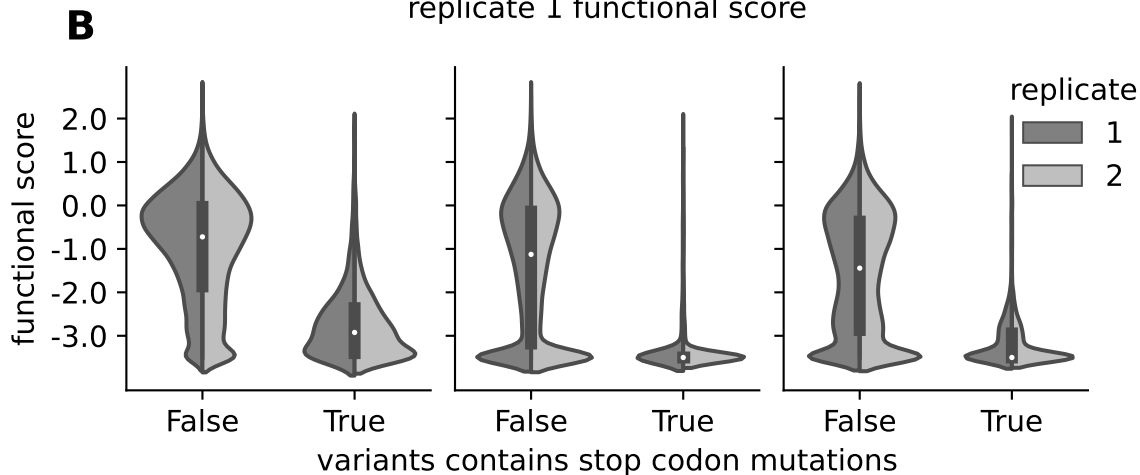 replicate 1 functional score
B
functional score
2.0
1.0
0.0
-1.0
-2.0
-3.0
replicate
1
2
False
True
False
True
False
True
variants contains stop codon mutations